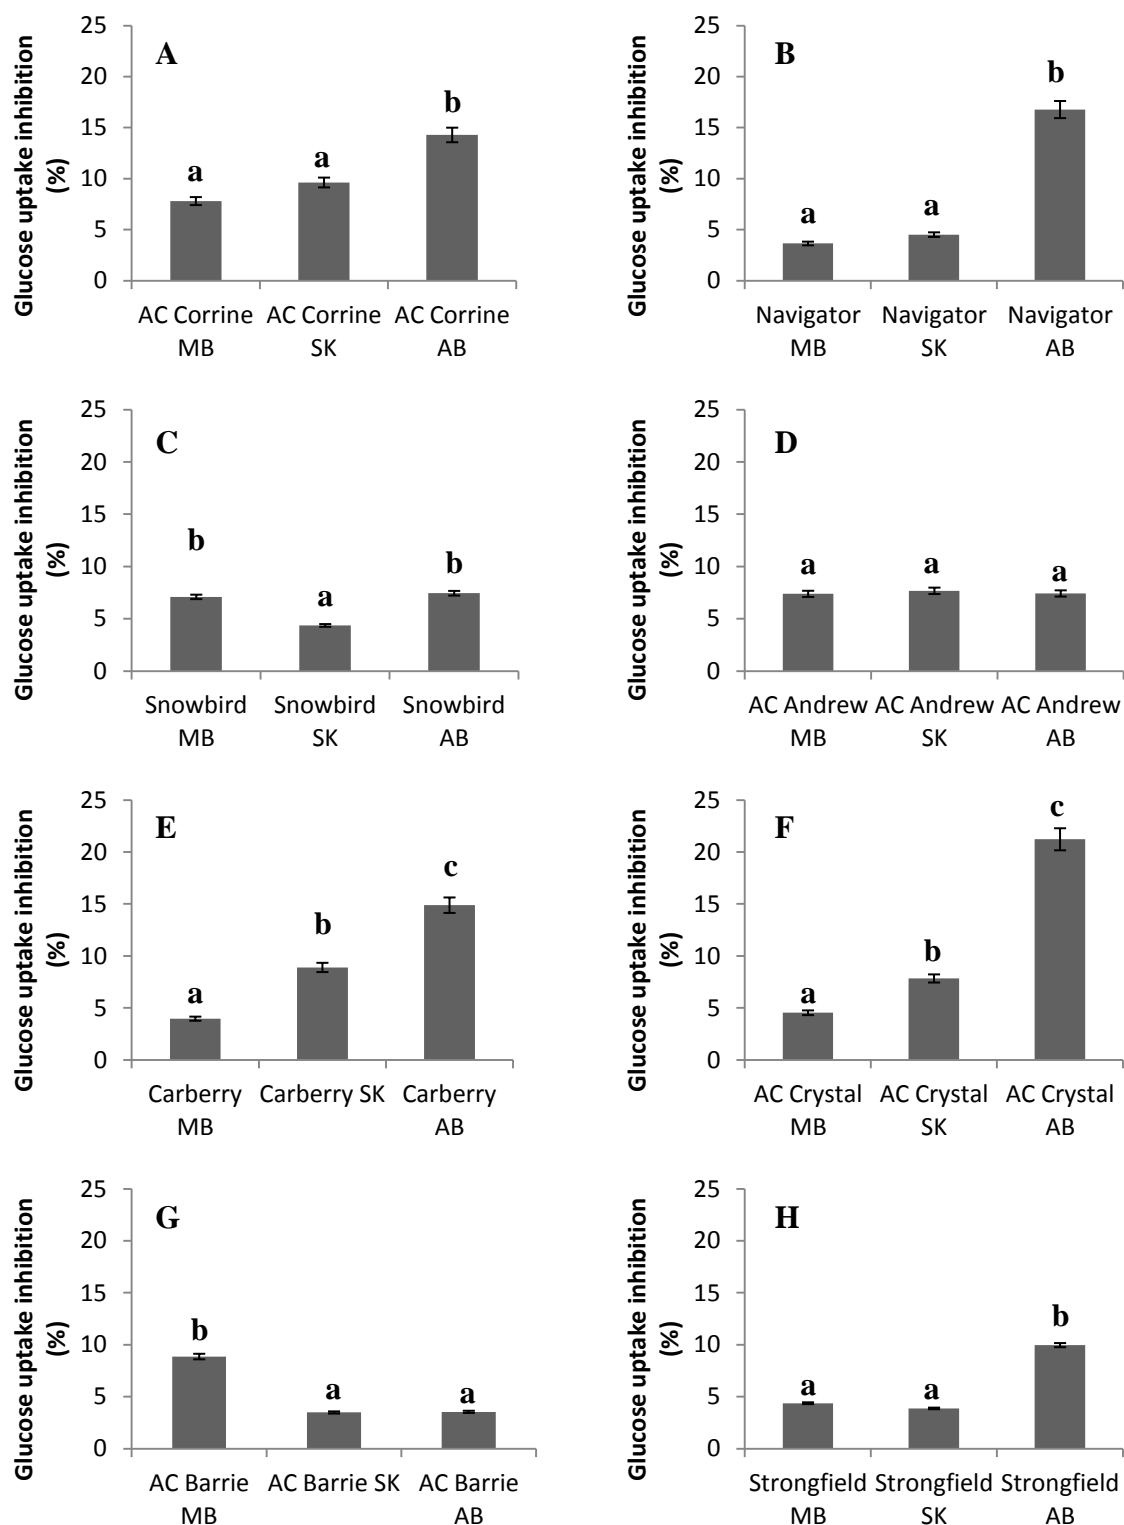 Glucose uptake inhibition
(%)
25
20
15
10
5
0
A
a
a
b
AC Corrine
MB
AC Corrine
SK
AC Corrine
AB
Glucose uptake inhibition
(%)
25
20
15
10
5
0
B
a
a
b
Navigator
MB
Navigator
SK
Navigator
AB
Glucose uptake inhibition
(%)
25
20
15
10
5
0
C
b
a
b
Snowbird
MB
Snowbird
SK
Snowbird
AB
Glucose uptake inhibition
(%)
25
20
15
10
5
0
D
a
a
a
AC Andrew
MB
AC Andrew
SK
AC Andrew
AB
Glucose uptake inhibition
(%)
25
20
15
10
5
0
E
a
b
c
Carberry
MB
Carberry SK
Carberry
AB
Glucose uptake inhibition
(%)
25
20
15
10
5
0
F
a
b
c
AC Crystal
MB
AC Crystal
SK
AC Crystal
AB
Glucose uptake inhibition
(%)
25
20
15
10
5
0
G
b
a
a
AC Barrie
MB
AC Barrie SK
AC Barrie
AB
Glucose uptake inhibition
(%)
25
20
15
10
5
0
H
a
a
b
Strongfield
MB
Strongfield
SK
Strongfield
AB